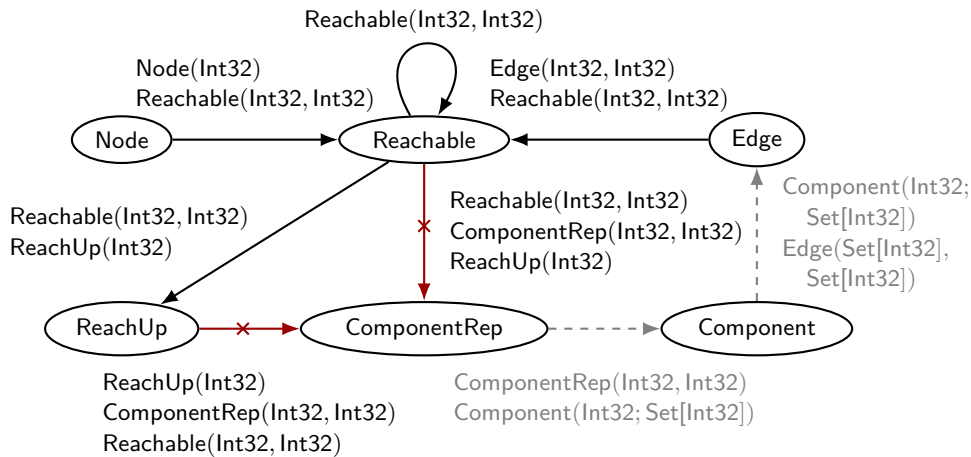 Reachable(Int32, Int32)
Node(Int32)
Reachable(Int32, Int32)
Edge(Int32, Int32)
Reachable(Int32, Int32)
Node
Reachable
Edge
Component(Int32;
Set[Int32])
Edge(Set[Int32],
Set[Int32])
Reachable(Int32, Int32)
ReachUp(Int32)
Reachable(Int32, Int32)
ComponentRep(Int32, Int32)
ReachUp(Int32)
ReachUp
ComponentRep
Component
ReachUp(Int32)
ComponentRep(Int32, Int32)
Reachable(Int32, Int32)
ComponentRep(Int32, Int32)
Component(Int32; Set[Int32])